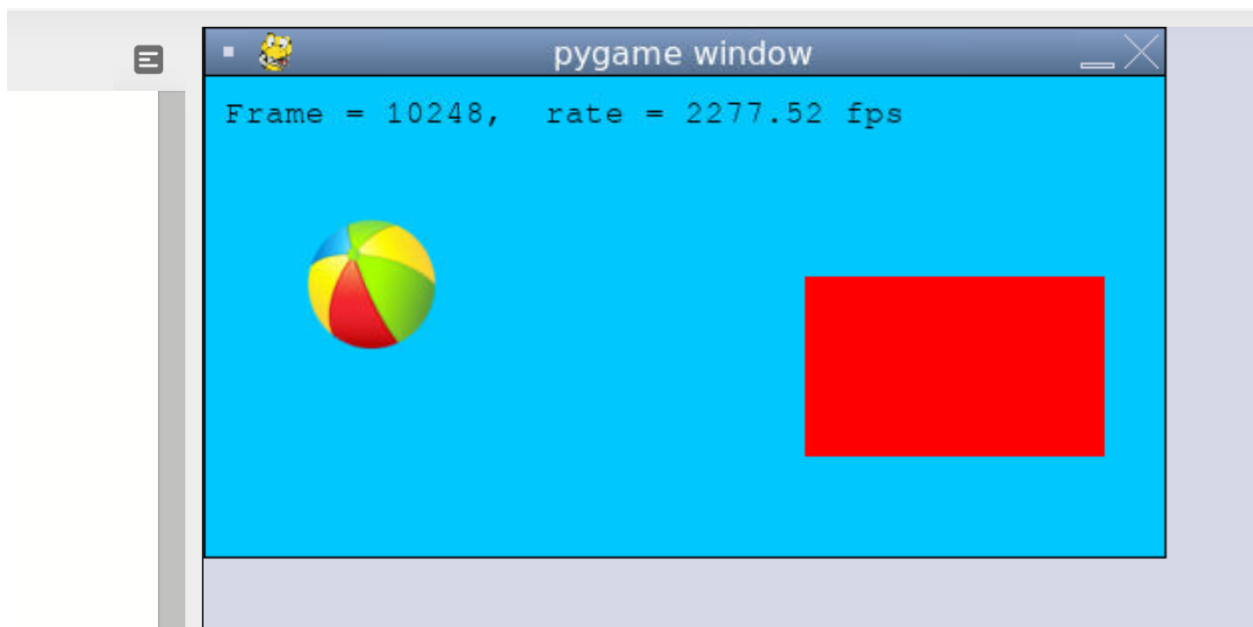 pygame window
Frame = 10248,  rate = 2277.52 fps